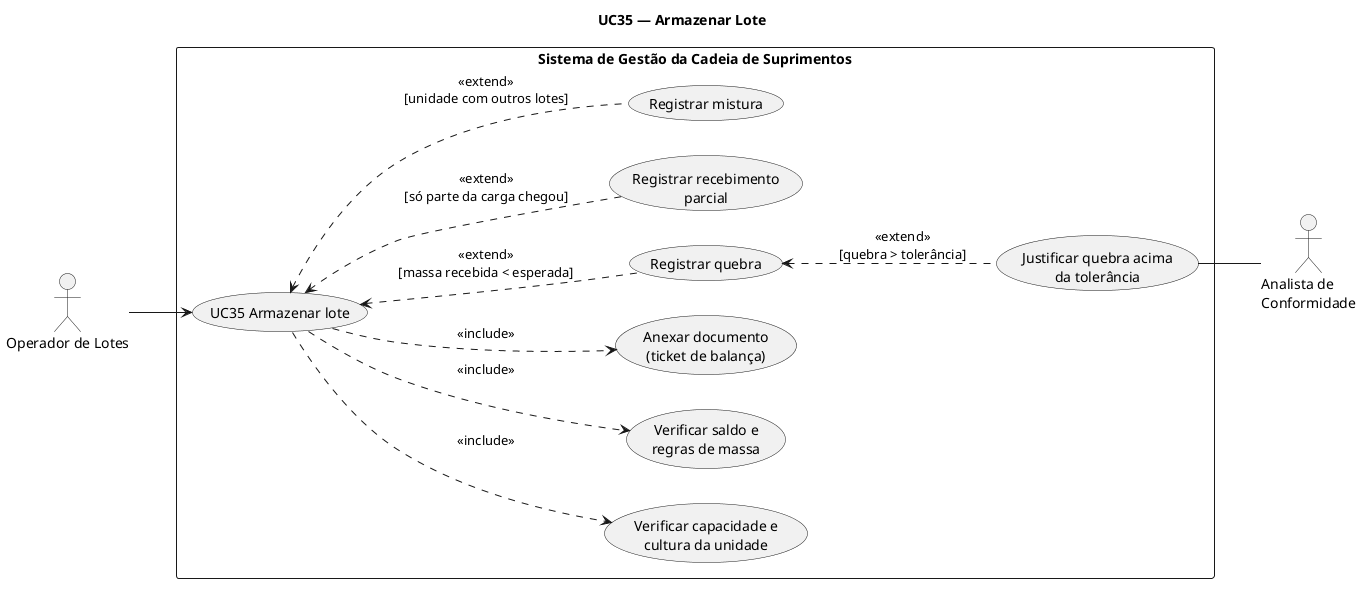 UC35 — Armazenar Lote
Sistema de Gestão da Cadeia de Suprimentos
«extend»
[unidade com outros lotes]
Registrar mistura
«extend»
[só parte da carga chegou]
Registrar recebimento
parcial
«extend»
[massa recebida < esperada]
Registrar quebra
«extend»
[quebra > tolerância]
Justificar quebra acima
da tolerância
Analista de
Conformidade
Operador de Lotes
UC35 Armazenar lote
«include»
Anexar documento
(ticket de balança)
«include»
Verificar saldo e
regras de massa
«include»
Verificar capacidade e
cultura da unidade